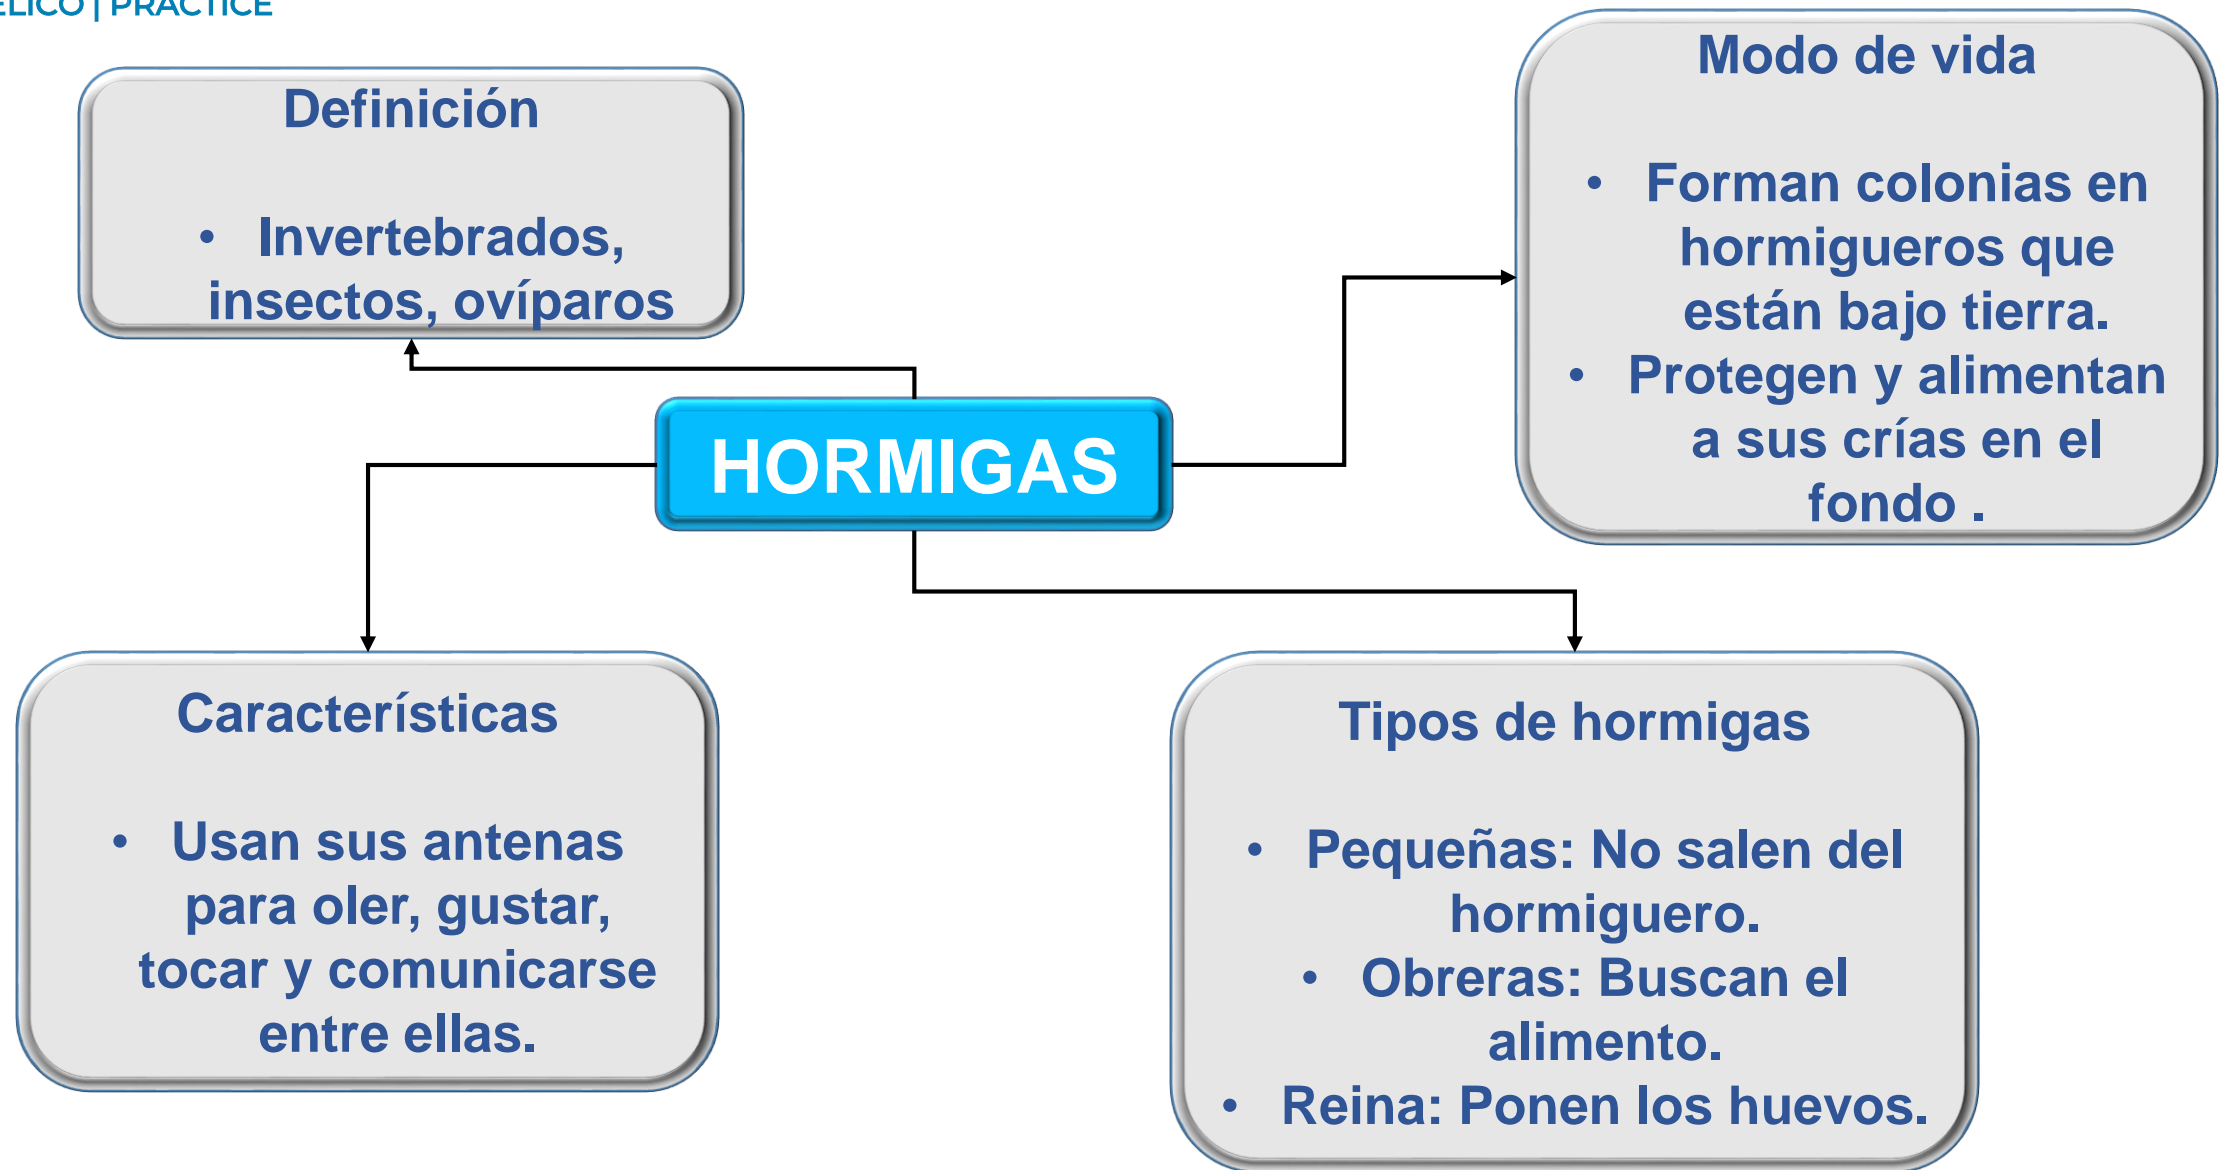 | PRACTICE
Definición
• Invertebrados,
insectos, ovíparos
Modo de vida
• Forman colonias en
hormigueros que
están bajo tierra.
• Protegen y alimentan
a sus crías en el
fondo .
HORMIGAS
Características
• Usan sus antenas
para oler, gustar,
tocar y comunicarse
entre ellas.
Tipos de hormigas
• Pequeñas: No salen del
hormiguero.
• Obreras: Buscan el
alimento.
• Reina: Ponen los huevos.